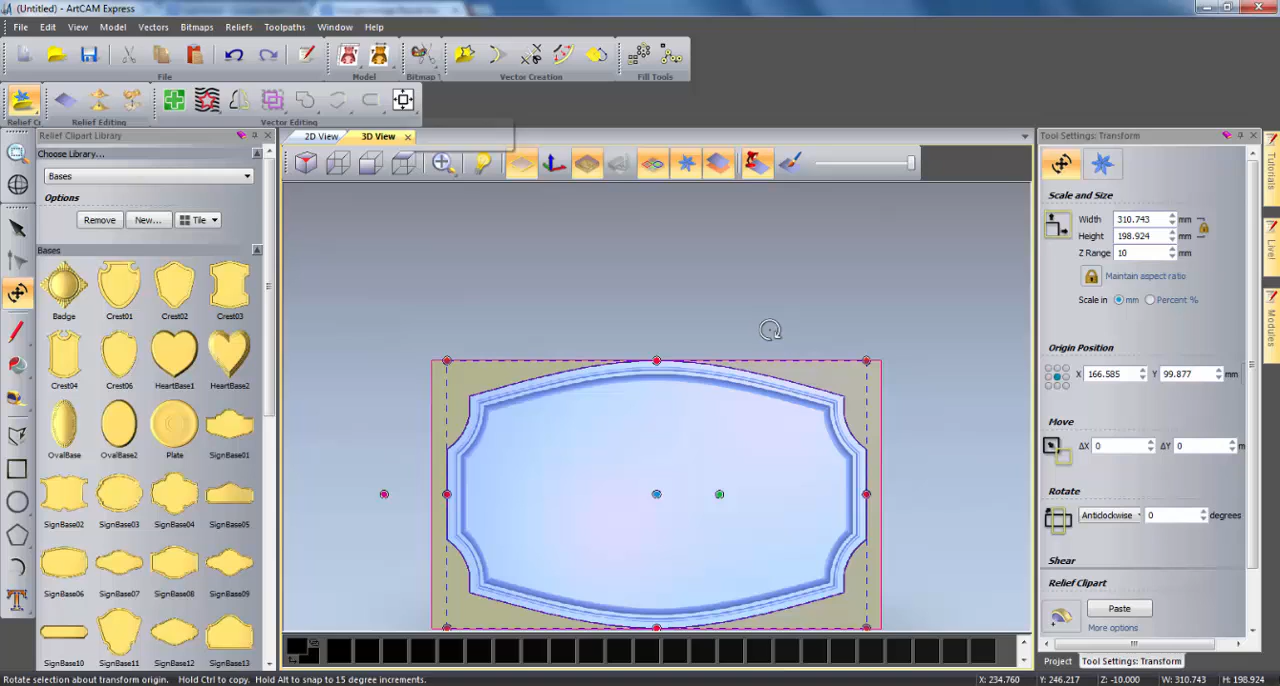 (Untitled) - ArtCAM Express
File Edit View Model Vectors Bitmaps Reliefs Toolpaths Window Help
File Model Bitmap Vector Creation Fill Tools
Relief Cr Relief Editing Vector Editing
Relief Clipart Library
Choose Library...
Bases
Options
Remove New... Tile
Bases
Badge Crest01 Crest02 Crest03
Crest04 Crest06 HeartBase1 HeartBase2
OvalBase OvalBase2 Plate SignBase01
SignBase02 SignBase03 SignBase04 SignBase05
SignBase06 SignBase07 SignBase08 SignBase09
SignBase10 SignBase11 SignBase12 SignBase13
2D View 3D View
Tool Settings: Transform
Scale and Size
Width 310.743 mm
Height 198.924 mm
Z Range 10 mm
Maintain aspect ratio
Scale in mm Percent %
Origin Position
X 166.585 Y 99.877 mm
Move
ΔX 0 ΔY 0 m
Rotate
Antidockwise 0 degrees
Shear
Relief Clipart
Paste
More options
Project Tool Settings: Transform
Tutorials
Live!
Modules
Rotate selection about transform origin. Hold Ctrl to copy. Hold Alt to snap to 15 degree increments.
X: 234.760 Y: 246.217 Z: -10.000 W: 310.743 H: 198.924